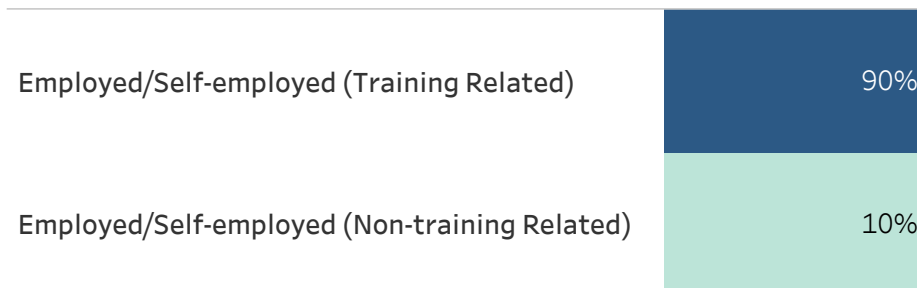 Employed/Self-employed (Training Related) 90%
Employed/Self-employed (Non-training Related) 10%